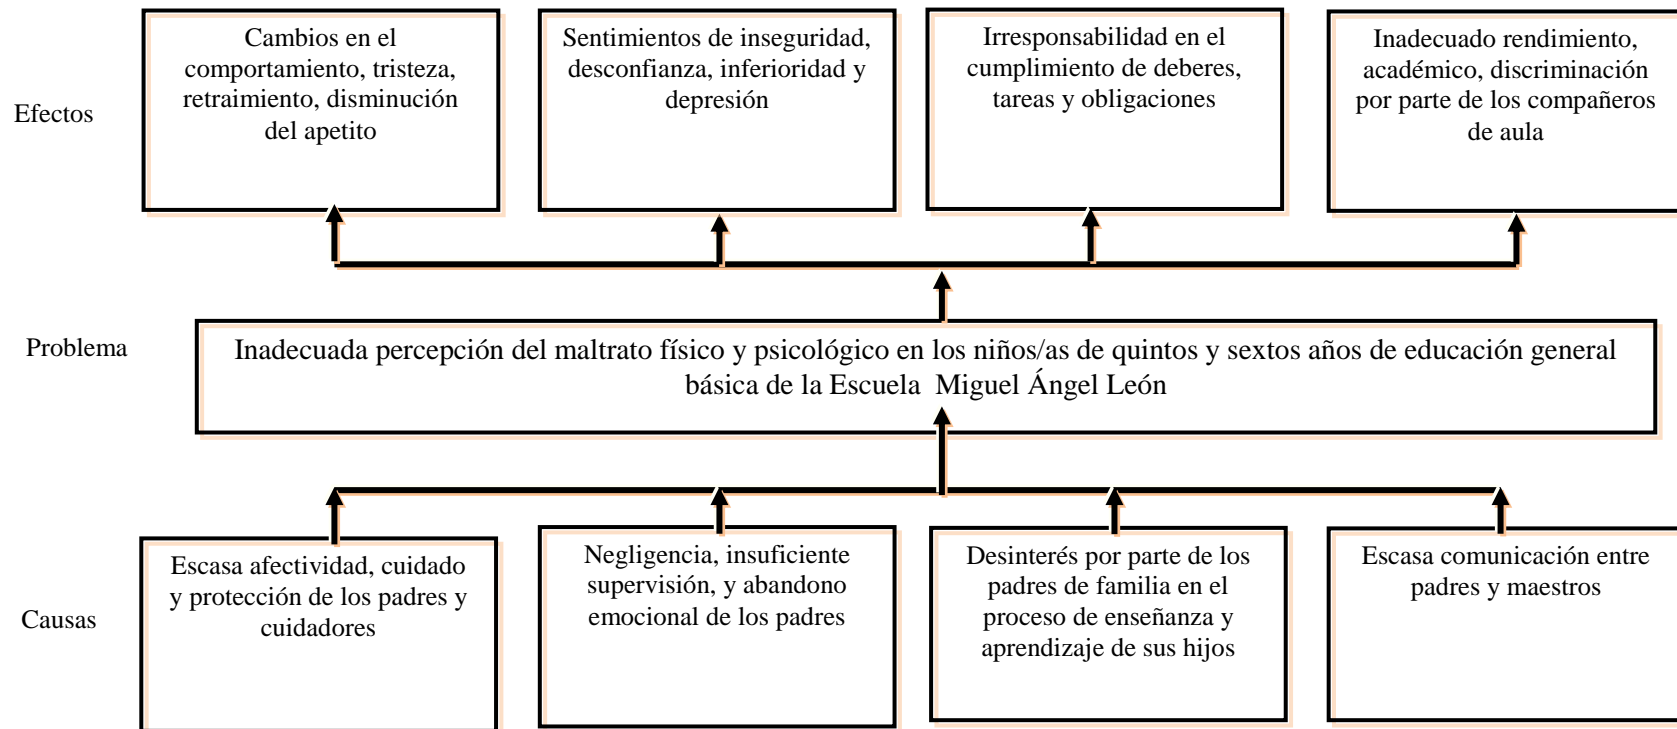 Efectos
Cambios en el
comportamiento, tristeza,
retraimiento, disminución
del apetito
Sentimientos de inseguridad,
desconfianza, inferioridad y
depresión
Irresponsabilidad en el
cumplimiento de deberes,
tareas y obligaciones
Inadecuado rendimiento,
académico, discriminación
por parte de los compañeros
de aula
Problema
Inadecuada percepción del maltrato físico y psicológico en los niños/as de quintos y sextos años de educación general
básica de la Escuela Miguel Ángel León
Causas
Escasa afectividad, cuidado
y protección de los padres y
cuidadores
Negligencia, insuficiente
supervisión, y abandono
emocional de los padres
Desinterés por parte de los
padres de familia en el
proceso de enseñanza y
aprendizaje de sus hijos
Escasa comunicación entre
padres y maestros